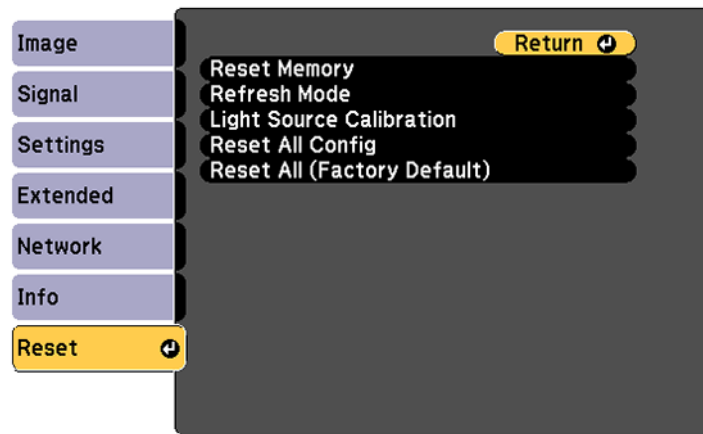 Image
Signal
Settings
Extended
Network
Info
Reset
Return
Reset Memory
Refresh Mode
Light Source Calibration
Reset All Config
Reset All (Factory Default)